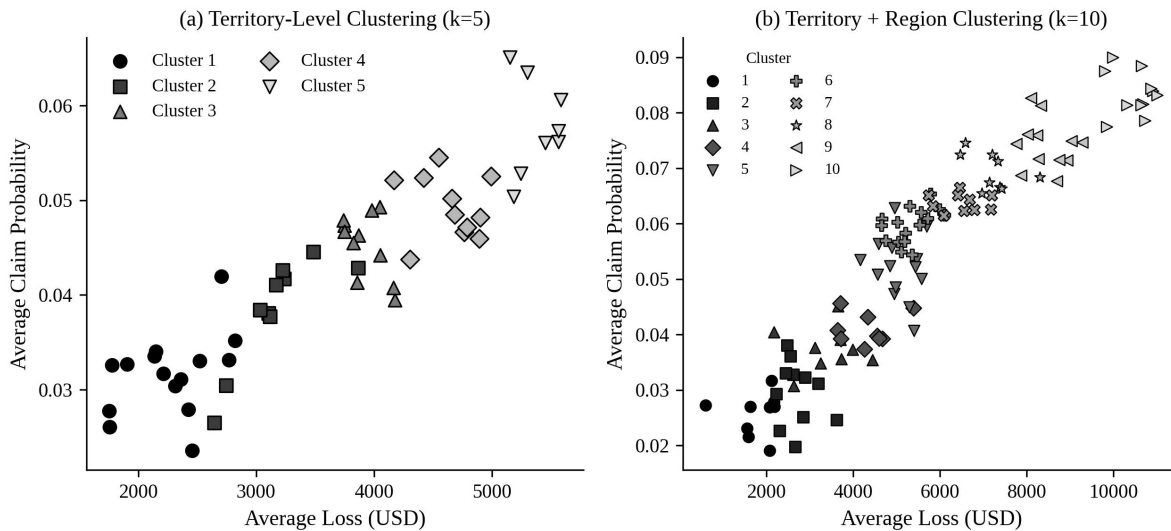 (a) Territory-Level Clustering (k=5)
Cluster 1
Cluster 2
Cluster 3
Cluster 4
Cluster 5
0.06
0.05
0.04
0.03
Average Claim Probability
2000
3000
4000
5000
Average Loss (USD)
(b) Territory + Region Clustering (k=10)
Cluster
1
2
3
4
5
6
7
8
9
10
0.09
0.08
0.07
0.06
0.05
0.04
0.03
0.02
Average Claim Probability
2000
4000
6000
8000
10000
Average Loss (USD)